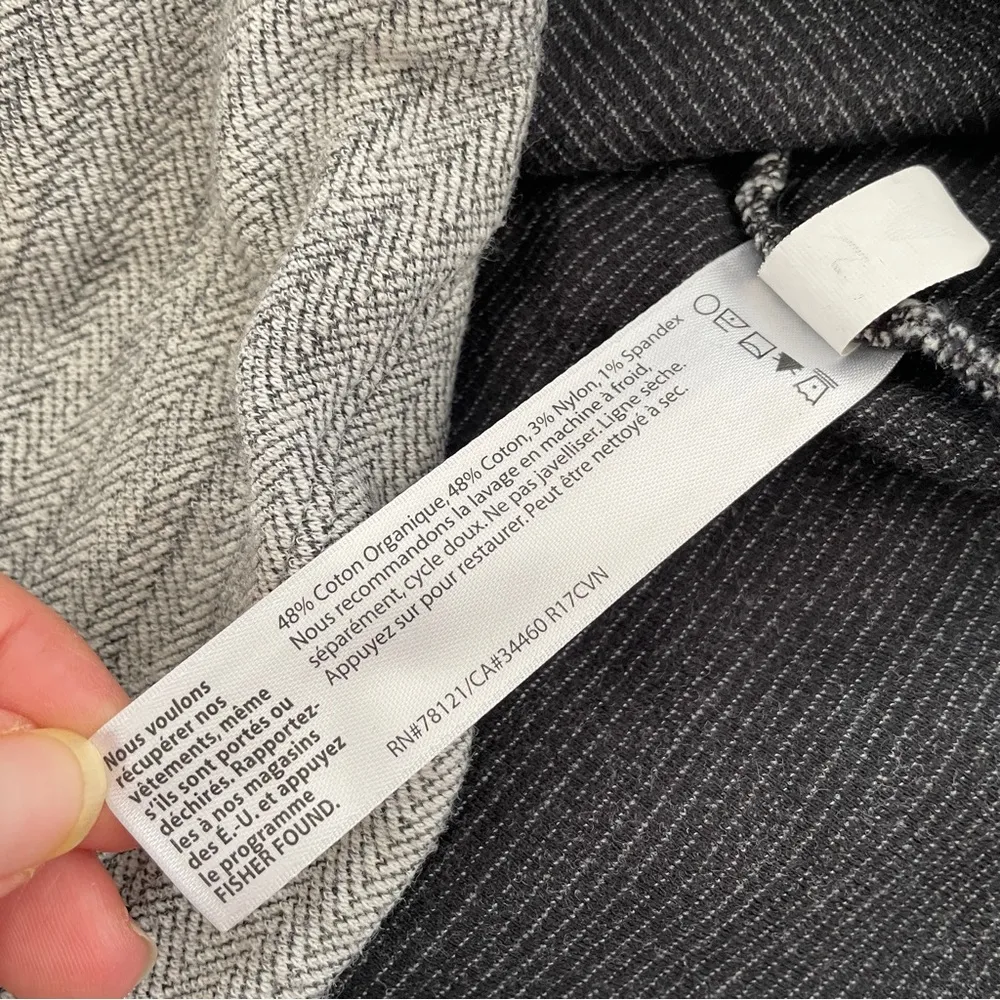 48% Coton Organique, 48% Coton, 3% Nylon, 1% Spandex
Nous recommandons la lavage en machine à froid,
séparément, cycle doux. Ne pas javelliser. Ligne sèche.
Appuyez sur pour restaurer. Peut être nettoyé à sec.
RN#78121/CA#34460 R17CVN
Nous voulons
récupérer nos
vêtements, même
s'ils sont portés ou
déchirés. Rapportez-
les à nos magasins
des É.-U. et appuyez
le programme
FISHER FOUND.